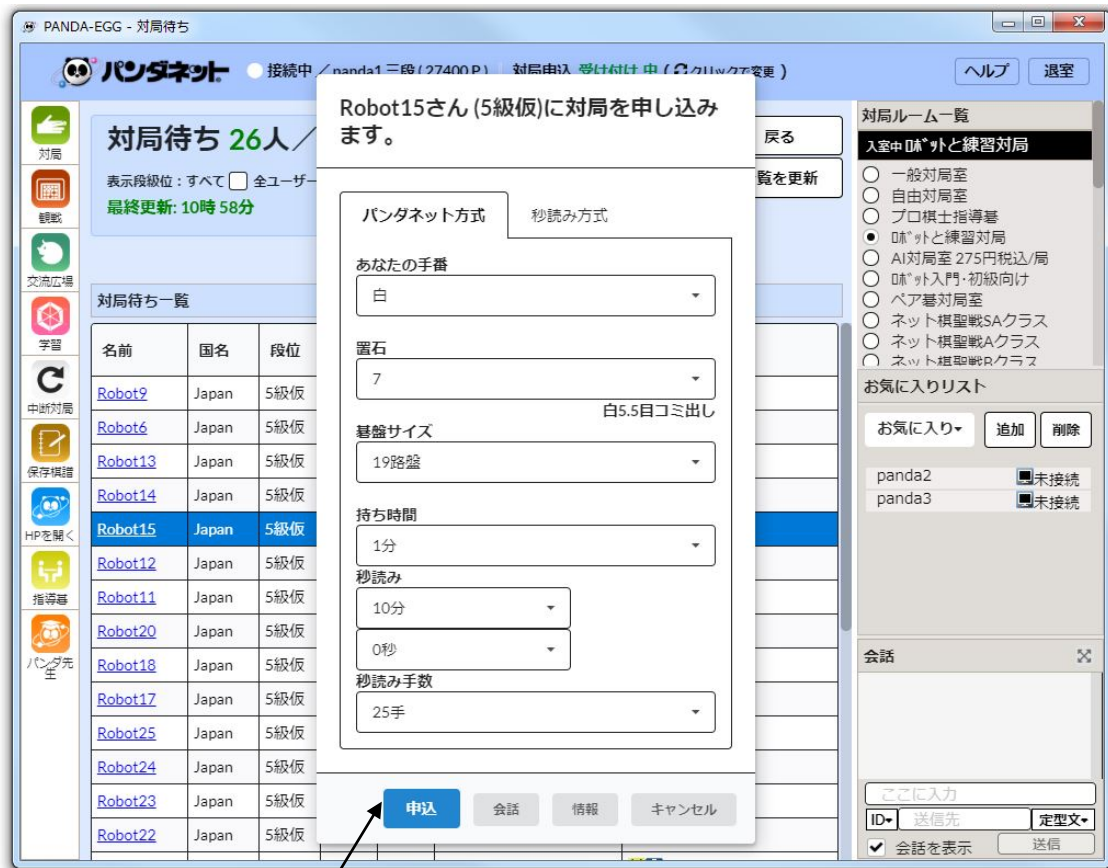 PANDA-EGG - 対局待ち
パンダネット 接続中 / panda1 三段 ( 27400 P ) 対局申込 受け付け 中 ( クリックで変更 ) ヘルプ 退室
対局
観戦
交流広場
学習
中断対局
保存棋譜
HPを開く
指導碁
パンダ先生
対局待ち 26人／
戻る
表示段級位 : すべて 全ユーザー
覧を更新
最終更新: 10時 58分
対局待ち一覧
名前 国名 段位
Robot9 Japan 5級仮
Robot6 Japan 5級仮
Robot13 Japan 5級仮
Robot14 Japan 5級仮
Robot15 Japan 5級仮
Robot12 Japan 5級仮
Robot11 Japan 5級仮
Robot20 Japan 5級仮
Robot18 Japan 5級仮
Robot17 Japan 5級仮
Robot25 Japan 5級仮
Robot24 Japan 5級仮
Robot23 Japan 5級仮
Robot22 Japan 5級仮
Robot15さん (5級仮)に対局を申し込み
ます。
パンダネット方式 秒読み方式
あなたの手番
白
置石
7
白5.5目コミ出し
碁盤サイズ
19路盤
持ち時間
1分
秒読み
10分
0秒
秒読み手数
25手
申込 会話 情報 キャンセル
対局ルーム一覧
入室中 ﾛﾎﾞｯﾄと練習対局
一般対局室
自由対局室
プロ棋士指導碁
ﾛﾎﾞｯﾄと練習対局
AI対局室 275円税込/局
ﾛﾎﾞｯﾄ入門･初級向け
ペア碁対局室
ネット棋聖戦SAクラス
ネット棋聖戦Aクラス
ネット棋聖戦Bクラス
お気に入りリスト
お気に入り 追加 削除
panda2 未接続
panda3 未接続
会話
ここに入力
ID 送信先 定型文
会話を表示 送信